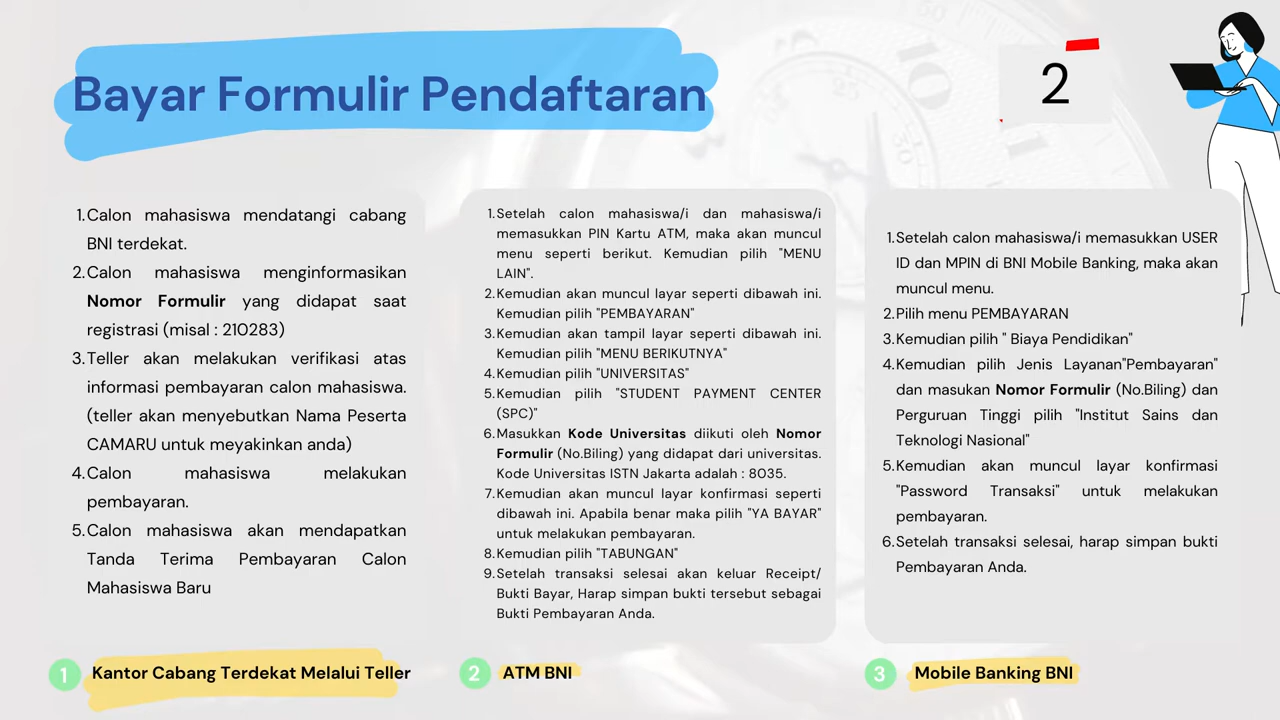 Bayar Formulir Pendaftaran
2
1. Calon mahasiswa mendatangi cabang
BNI terdekat.
2. Calon mahasiswa menginformasikan
Nomor Formulir yang didapat saat
registrasi (misal : 210283)
3. Teller akan melakukan verifikasi atas
informasi pembayaran calon mahasiswa.
(teller akan menyebutkan Nama Peserta
CAMARU untuk meyakinkan anda)
4. Calon mahasiswa melakukan
pembayaran.
5. Calon mahasiswa akan mendapatkan
Tanda Terima Pembayaran Calon
Mahasiswa Baru
1 Kantor Cabang Terdekat Melalui Teller
1. Setelah calon mahasiswa/i dan mahasiswa/i
memasukkan PIN Kartu ATM, maka akan muncul
menu seperti berikut. Kemudian pilih "MENU
LAIN".
2. Kemudian akan muncul layar seperti dibawah ini.
Kemudian pilih "PEMBAYARAN"
3. Kemudian akan tampil layar seperti dibawah ini.
Kemudian pilih "MENU BERIKUTNYA"
4. Kemudian pilih "UNIVERSITAS"
5. Kemudian pilih "STUDENT PAYMENT CENTER
(SPC)"
6. Masukkan Kode Universitas diikuti oleh Nomor
Formulir (No.Biling) yang didapat dari universitas.
Kode Universitas ISTN Jakarta adalah : 8035.
7. Kemudian akan muncul layar konfirmasi seperti
dibawah ini. Apabila benar maka pilih "YA BAYAR"
untuk melakukan pembayaran.
8. Kemudian pilih "TABUNGAN"
9. Setelah transaksi selesai akan keluar Receipt/
Bukti Bayar, Harap simpan bukti tersebut sebagai
Bukti Pembayaran Anda.
2 ATM BNI
1. Setelah calon mahasiswa/i memasukkan USER
ID dan MPIN di BNI Mobile Banking, maka akan
muncul menu.
2. Pilih menu PEMBAYARAN
3. Kemudian pilih " Biaya Pendidikan"
4. Kemudian pilih Jenis Layanan"Pembayaran"
dan masukan Nomor Formulir (No.Biling) dan
Perguruan Tinggi pilih "Institut Sains dan
Teknologi Nasional"
5. Kemudian akan muncul layar konfirmasi
"Password Transaksi" untuk melakukan
pembayaran.
6. Setelah transaksi selesai, harap simpan bukti
Pembayaran Anda.
3 Mobile Banking BNI